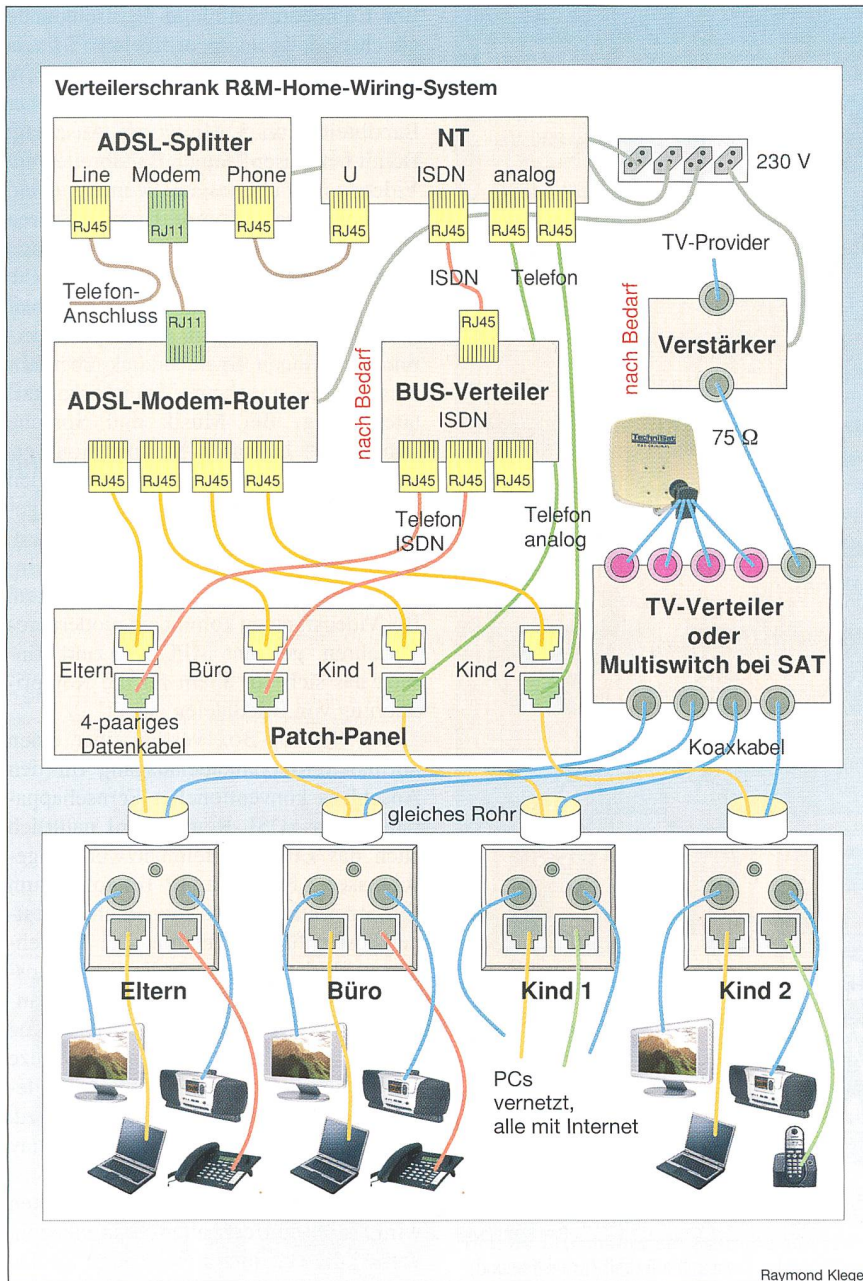 Verteilerschrank R&M-Home-Wiring-System
ADSL-Splitter
Line Modem Phone
RJ45
RJ11
RJ45
NT
U ISDN analog
RJ45
RJ45
RJ45
RJ45
230 V
Telefon-
Anschluss
ISDN
Telefon
TV-Provider
RJ11
ADSL-Modem-Router
RJ45
RJ45
RJ45
RJ45
nach Bedarf
RJ45
BUS-Verteiler
ISDN
RJ45
RJ45
RJ45
nach Bedarf
Verstärker
75 Ω
TechniSat
Telefon
ISDN
Telefon
analog
TV-Verteiler
oder
Multiswitch bei SAT
Eltern
Büro
Kind 1
Kind 2
4-paariges
Datenkabel
Patch-Panel
Koaxkabel
gleiches Rohr
Eltern
Büro
Kind 1
Kind 2
PCs
vernetzt,
alle mit Internet
Raymond Klege